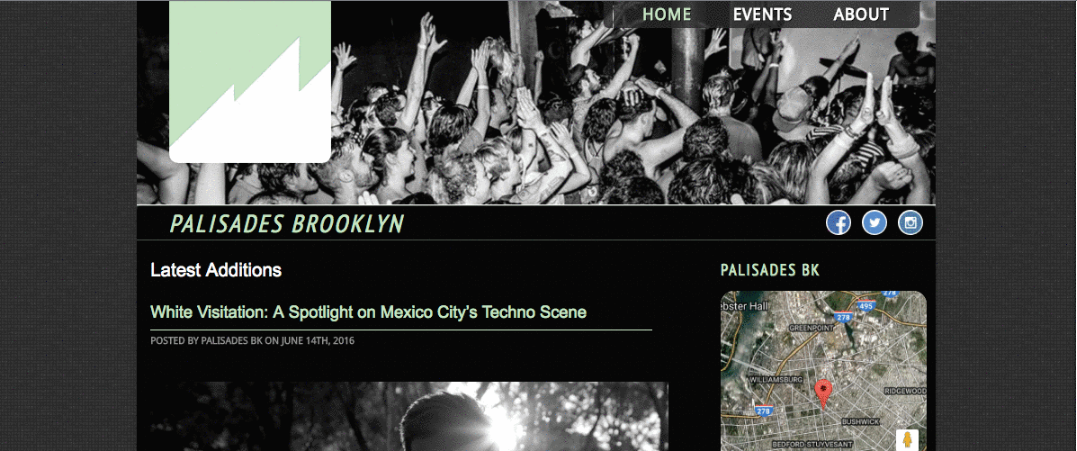 HOME EVENTS ABOUT
PALISADES BROOKLYN
Latest Additions
PALISADES BK
White Visitation: A Spotlight on Mexico City's Techno Scene
POSTED BY PALISADES BK ON JUNE 14TH, 2016
bster Hall
278
495
278
GREENPOINT
WILLIAMSBURG
RIDGEWOOD
278
BUSHWICK
BEDFORD STUYVESANT